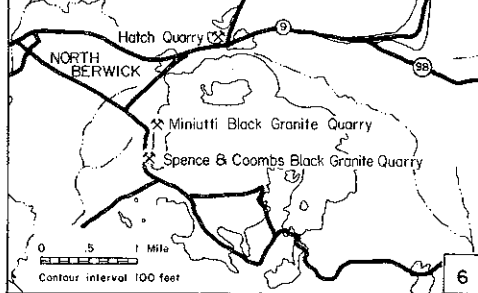 Hatch Quarry
9
NORTH
BERWICK
98
Miniutti Black Granite Quarry
Spence & Coombs Black Granite Quarry
0 .5 1 Mile
Contour interval 100 feet
6